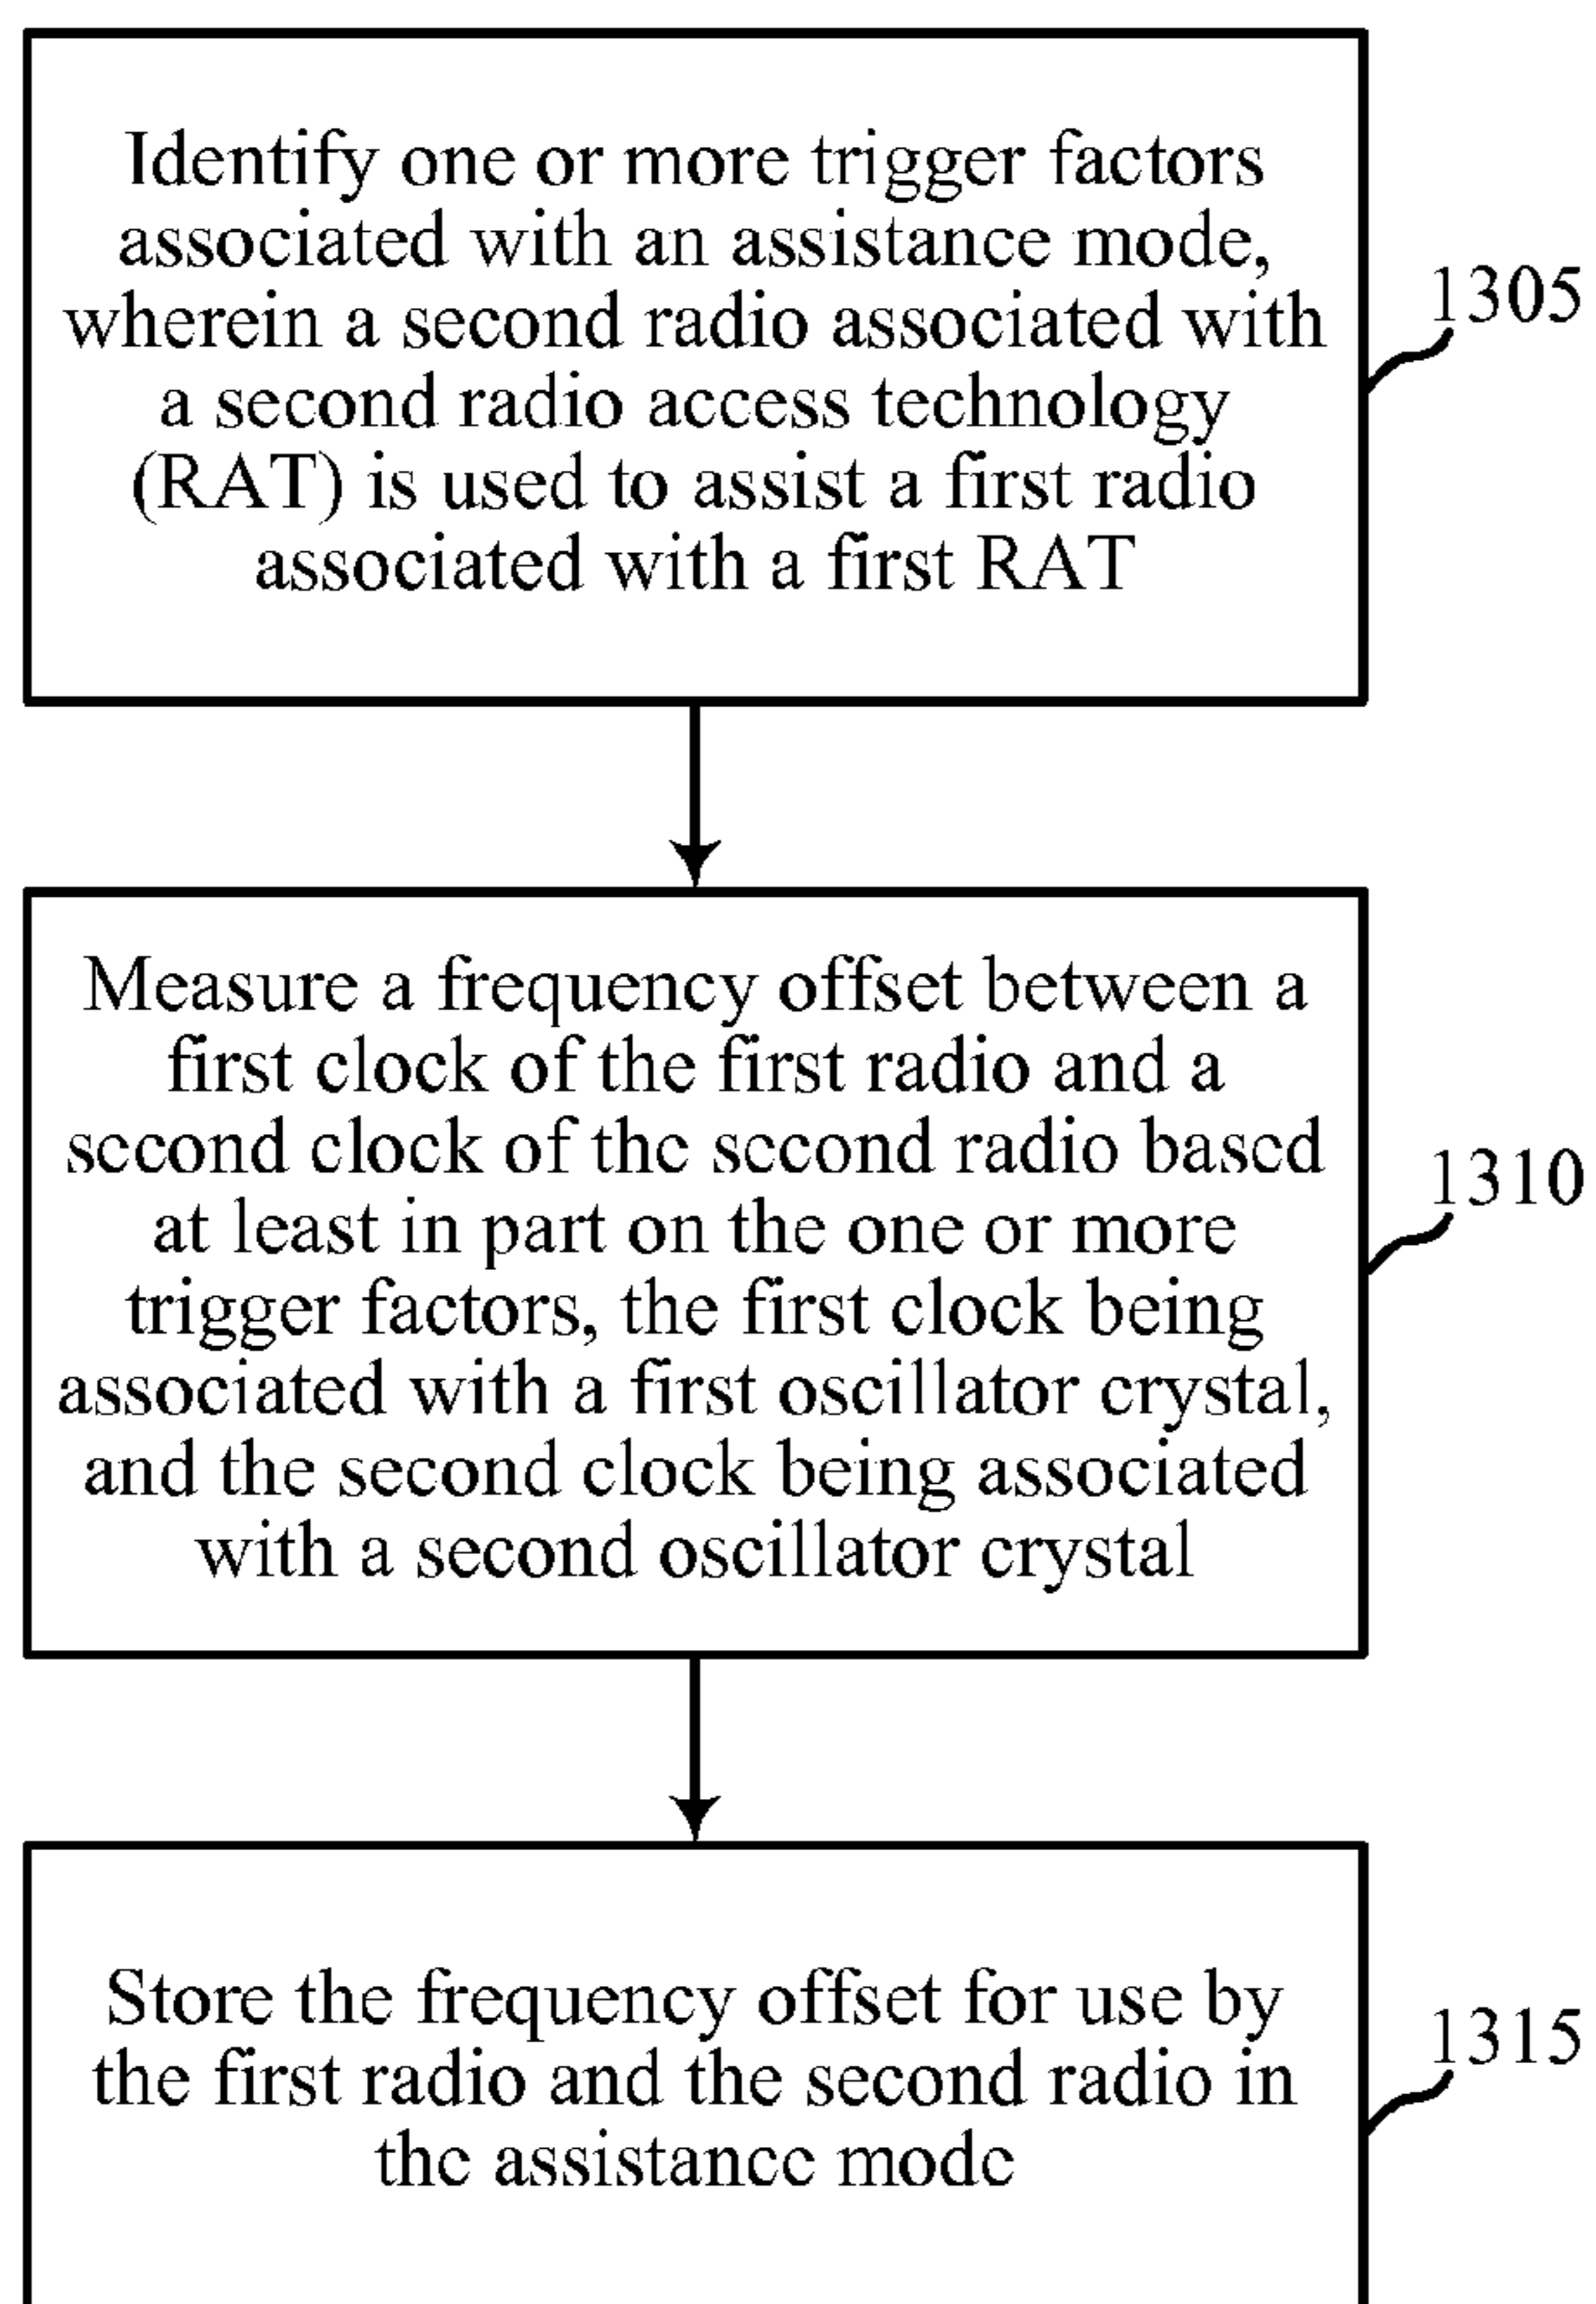 Identify one or more trigger factors
associated with an assistance mode,
wherein a second radio associated with
a second radio access technology
(RAT) is used to assist a first radio
associated with a first RAT
1305
Measure a frequency offset between a
first clock of the first radio and a
second clock of the second radio based
at least in part on the one or more
trigger factors, the first clock being
associated with a first oscillator crystal,
and the second clock being associated
with a second oscillator crystal
1310
Store the frequency offset for use by
the first radio and the second radio in
the assistance mode
1315